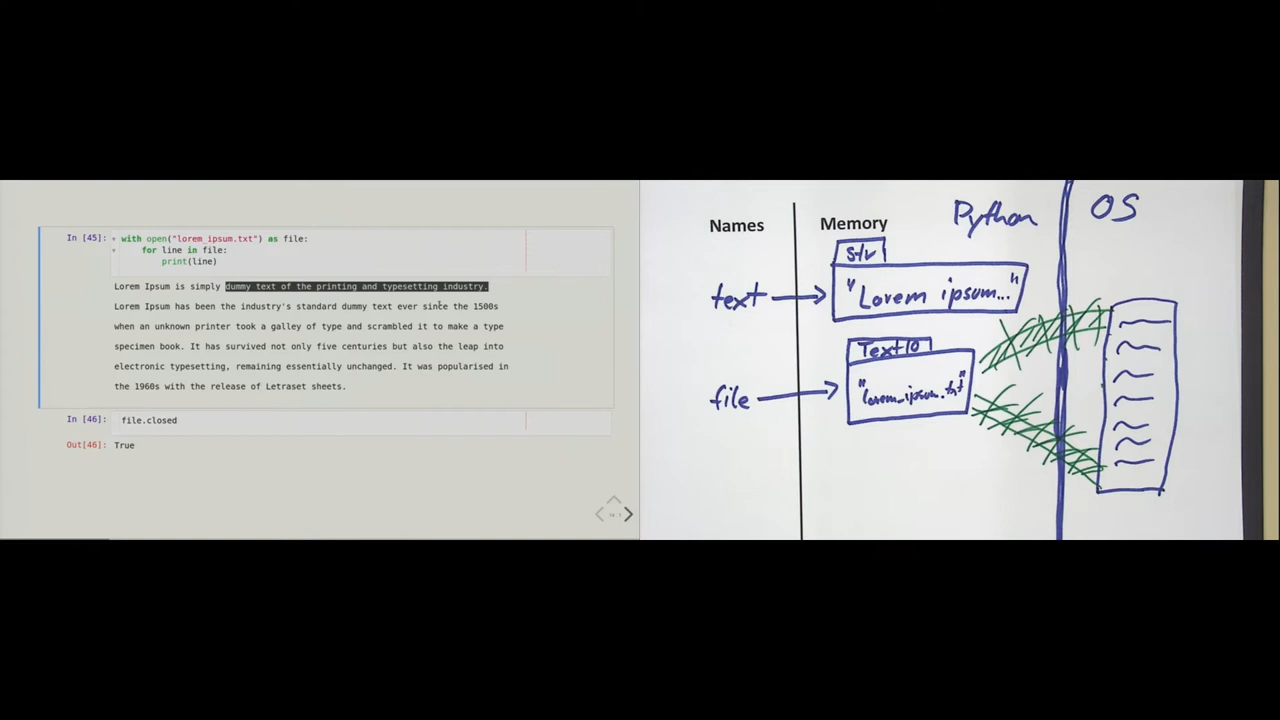 In [45]: with open("lorem_ipsum.txt") as file:
for line in file:
print(line)
Lorem Ipsum is simply dummy text of the printing and typesetting industry.
Lorem Ipsum has been the industry's standard dummy text ever since the 1500s
when an unknown printer took a galley of type and scrambled it to make a type
specimen book. It has survived not only five centuries but also the leap into
electronic typesetting, remaining essentially unchanged. It was popularised in
the 1960s with the release of Letraset sheets.
In [46]: file.closed
Out[46]: True
Names
Memory
Python
OS
str
text
"Lorem ipsum..."
TextIO
file
"lorem_ipsum.txt"